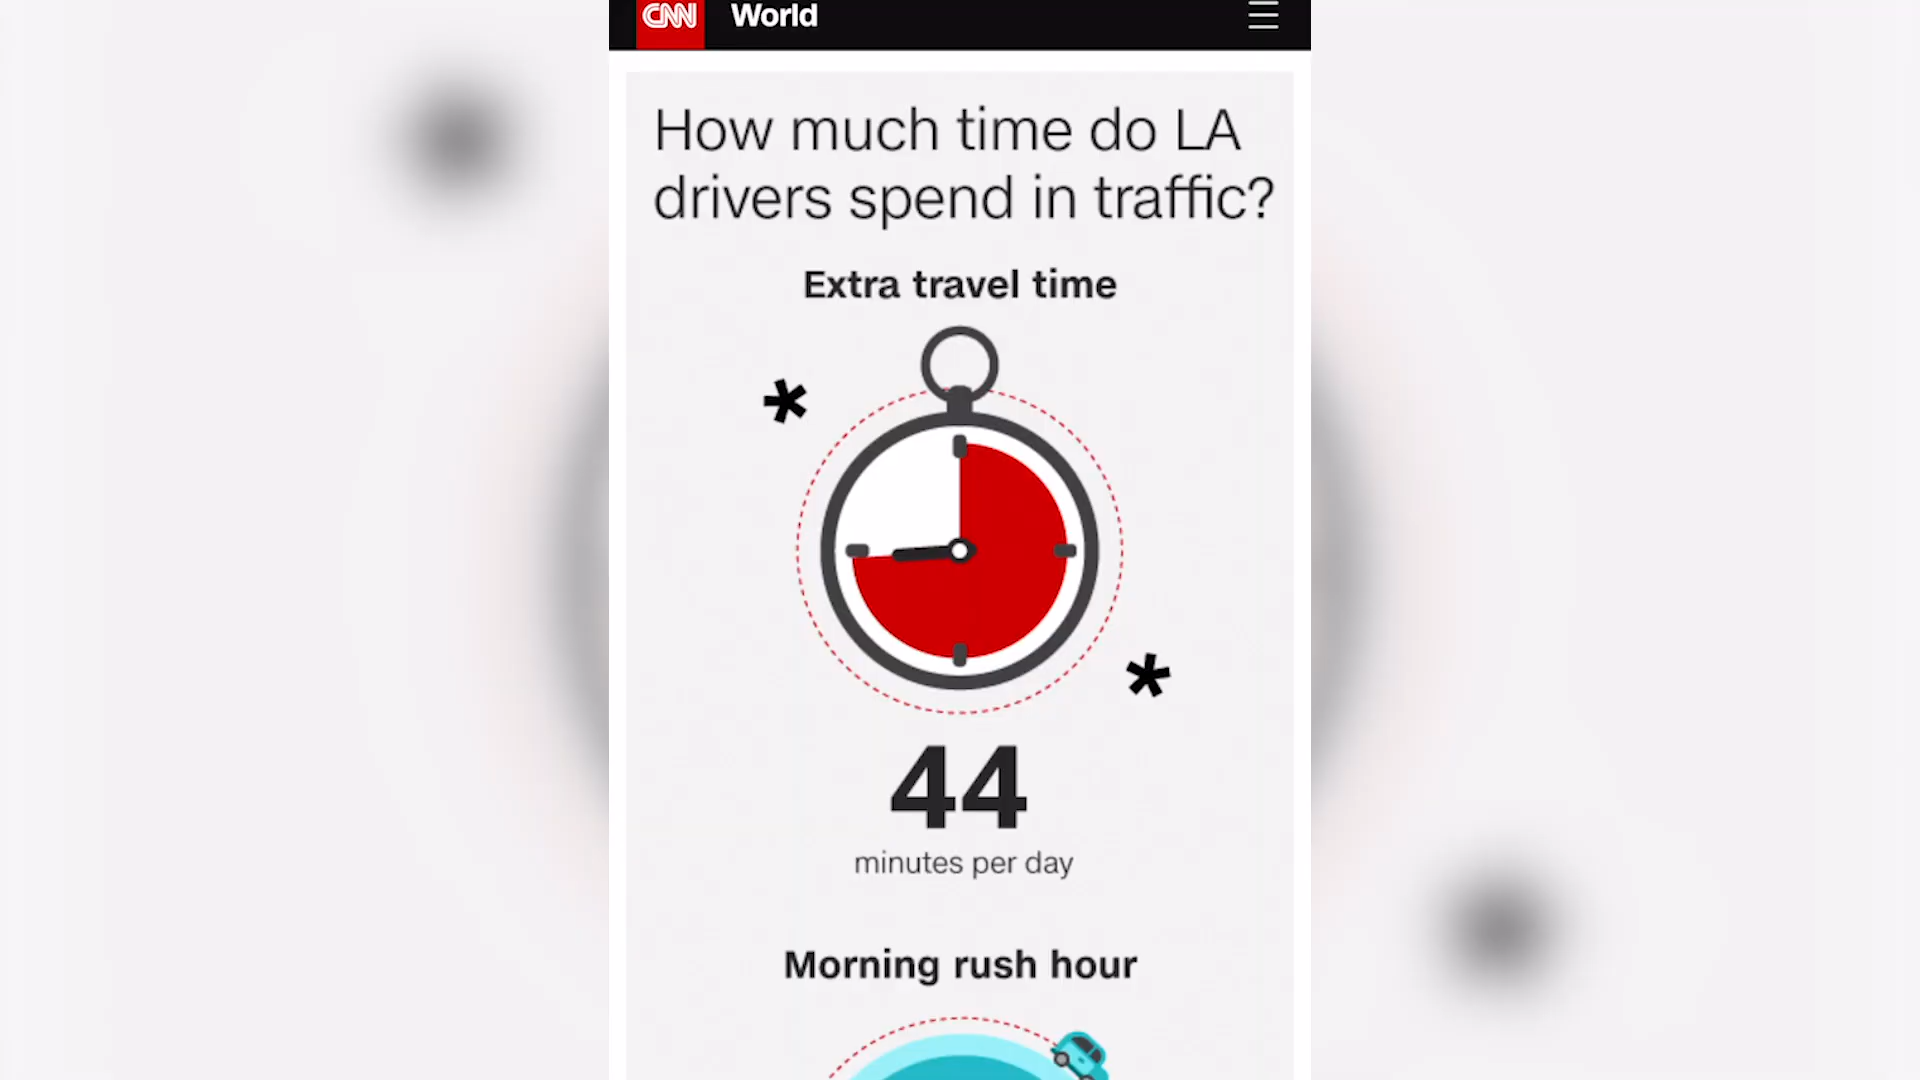 CNN World
How much time do LA
drivers spend in traffic?
Extra travel time
*
*
44
minutes per day
Morning rush hour